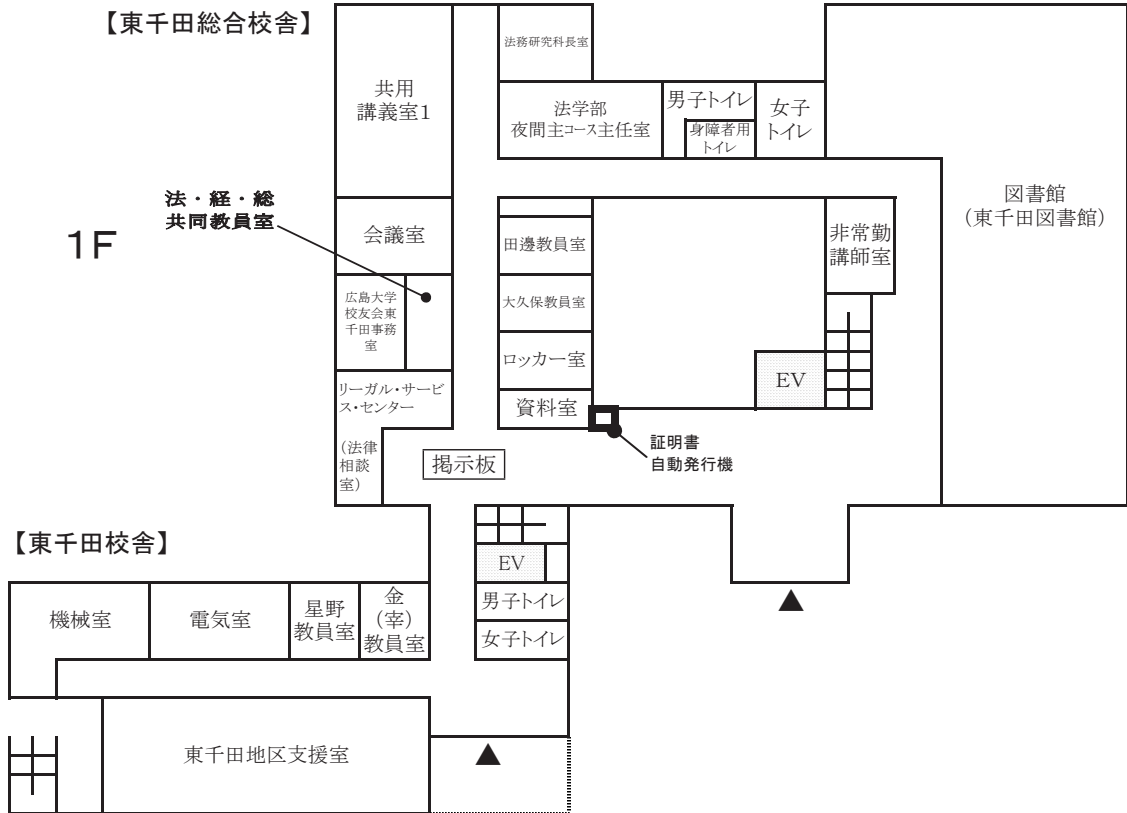 【東千田総合校舎】
法務研究科長室
共用
講義室1
法学部
夜間主コース主任室
男子トイレ
身障者用
トイレ
女子
トイレ
図書館
(東千田図書館)
法・経・総
共同教員室
1F
会議室
田邊教員室
非常勤
講師室
広島大学
校友会東
千田事務
室
大久保教員室
ロッカー室
EV
リーガル・サービ
ス・センター
資料室
(法律
相談
室)
掲示板
証明書
自動発行機
【東千田校舎】
EV
機械室
電気室
星野
教員室
金
(宰)
教員室
男子トイレ
女子トイレ
東千田地区支援室